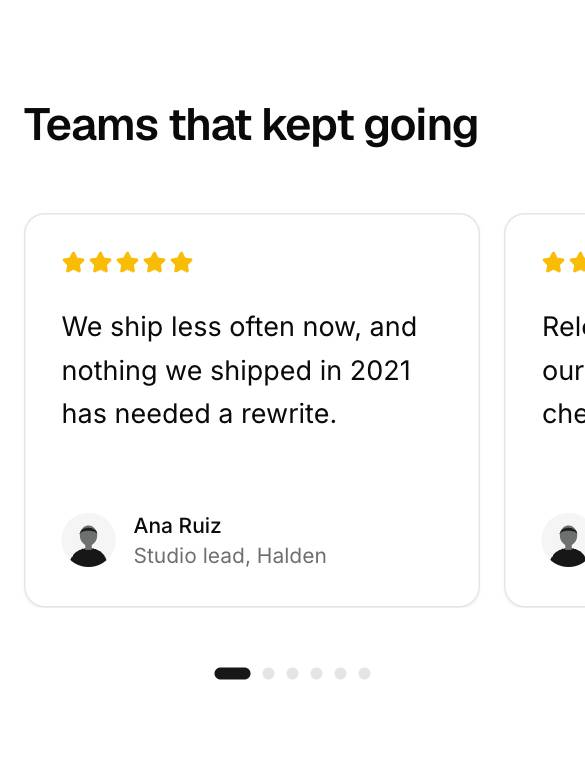 Teams that kept going
We ship less often now, and
nothing we shipped in 2021
has needed a rewrite.
Ana Ruiz
Studio lead, Halden
our